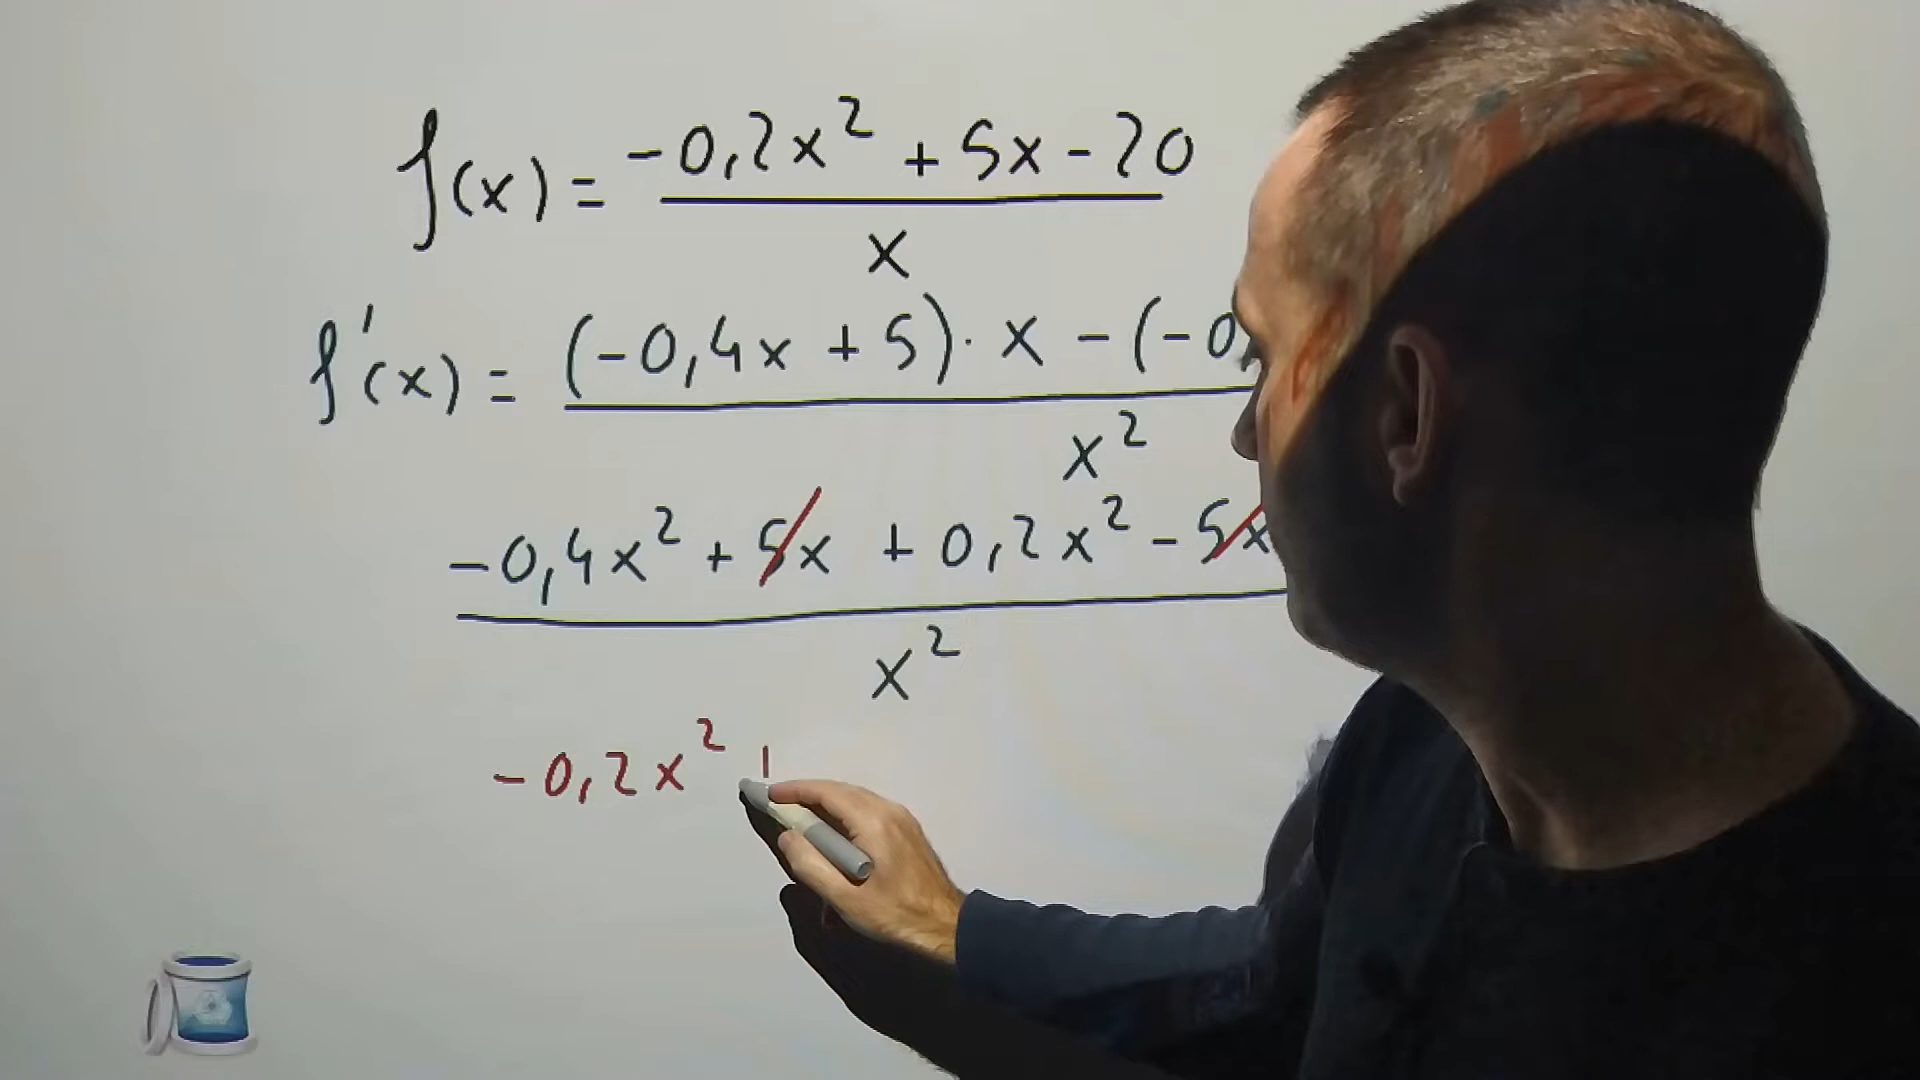 f(x) = -0,2x² + 5x - 20
x
f'(x) = (-0,4x + 5) · x - (-0,
x²
-0,4x² + 5x + 0,2x² - 5x
x²
-0,2x²